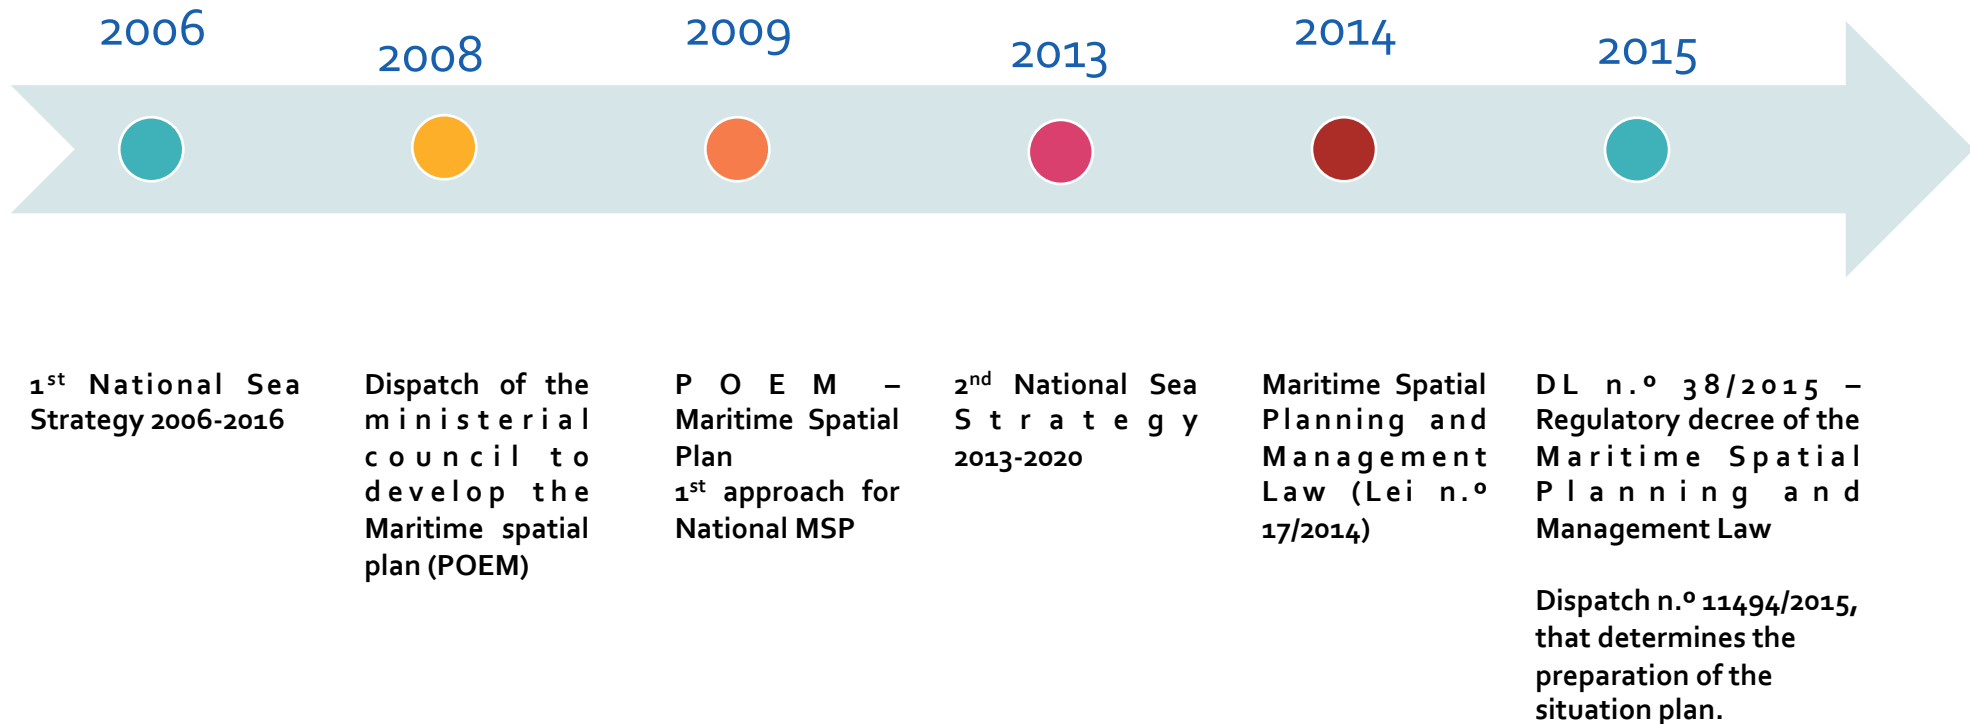 2006
2008
2009
2013
2014
2015
1st National Sea
Strategy 2006-2016
Dispatch of the
ministerial
council to
develop the
Maritime spatial
plan (POEM)
POEM –
Maritime Spatial
Plan
1st approach for
National MSP
2nd National Sea
Strategy
2013-2020
Maritime Spatial
Planning and
Management
Law (Lei n.º
17/2014)
DL n.º 38/2015 –
Regulatory decree of the
Maritime Spatial
Planning and
Management Law
Dispatch n.º 11494/2015,
that determines the
preparation of the
situation plan.